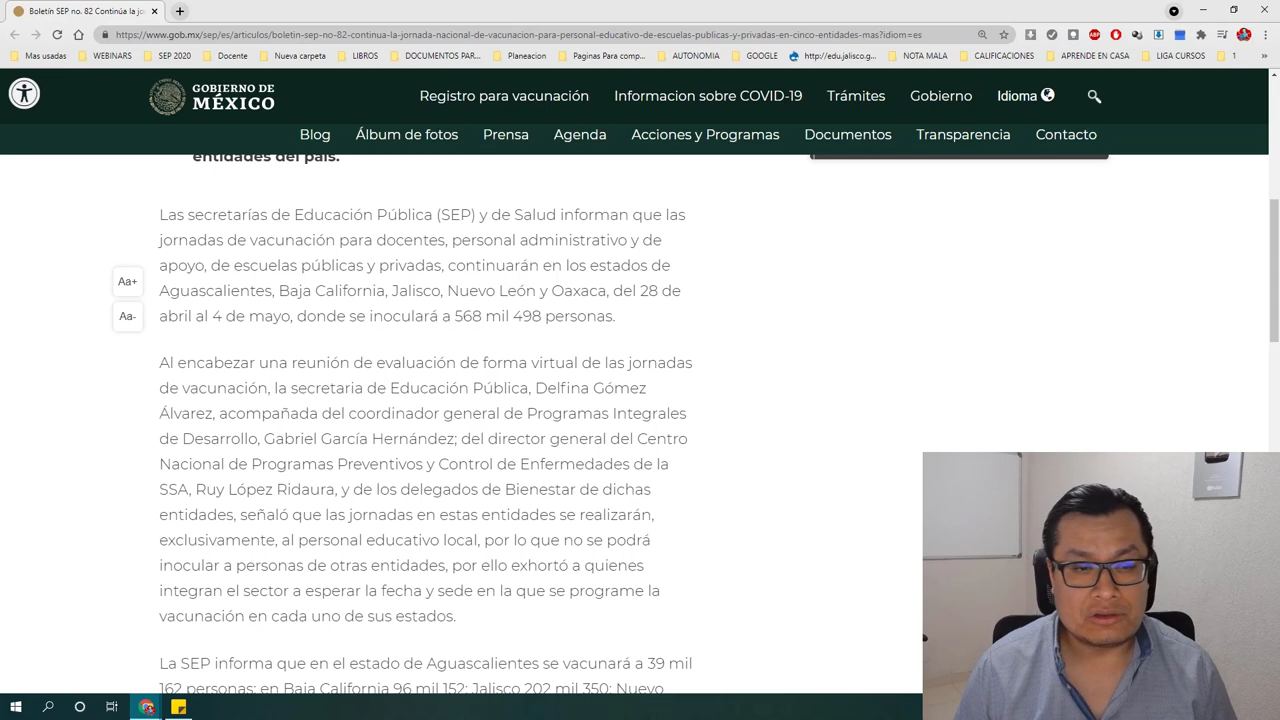 Boletín SEP no. 82 Continúa la jo
https://www.gob.mx/sep/es/articulos/boletin-sep-no-82-continua-la-jornada-nacional-de-vacunacion-para-personal-educativo-de-escuelas-publicas-y-privadas-en-cinco-entidades-mas?idiom=es
Mas usadas WEBINARS SEP 2020 Docente Nueva carpeta LIBROS DOCUMENTOS PAR... Planeacion Paginas Para comp... AUTONOMIA GOOGLE http://edu.jalisco.g... NOTA MALA CALIFICACIONES APRENDE EN CASA LIGA CURSOS 1 »
GOBIERNO DE
MÉXICO
Registro para vacunación Informacion sobre COVID-19 Trámites Gobierno Idioma
Blog Álbum de fotos Prensa Agenda Acciones y Programas Documentos Transparencia Contacto
entidades del país.
Las secretarías de Educación Pública (SEP) y de Salud informan que las
jornadas de vacunación para docentes, personal administrativo y de
apoyo, de escuelas públicas y privadas, continuarán en los estados de
Aguascalientes, Baja California, Jalisco, Nuevo León y Oaxaca, del 28 de
abril al 4 de mayo, donde se inoculará a 568 mil 498 personas.
Aa+
Aa-
Al encabezar una reunión de evaluación de forma virtual de las jornadas
de vacunación, la secretaria de Educación Pública, Delfina Gómez
Álvarez, acompañada del coordinador general de Programas Integrales
de Desarrollo, Gabriel García Hernández; del director general del Centro
Nacional de Programas Preventivos y Control de Enfermedades de la
SSA, Ruy López Ridaura, y de los delegados de Bienestar de dichas
entidades, señaló que las jornadas en estas entidades se realizarán,
exclusivamente, al personal educativo local, por lo que no se podrá
inocular a personas de otras entidades, por ello exhortó a quienes
integran el sector a esperar la fecha y sede en la que se programe la
vacunación en cada uno de sus estados.
La SEP informa que en el estado de Aguascalientes se vacunará a 39 mil
162 personas; en Baja California 96 mil 152; Jalisco 202 mil 350; Nuevo